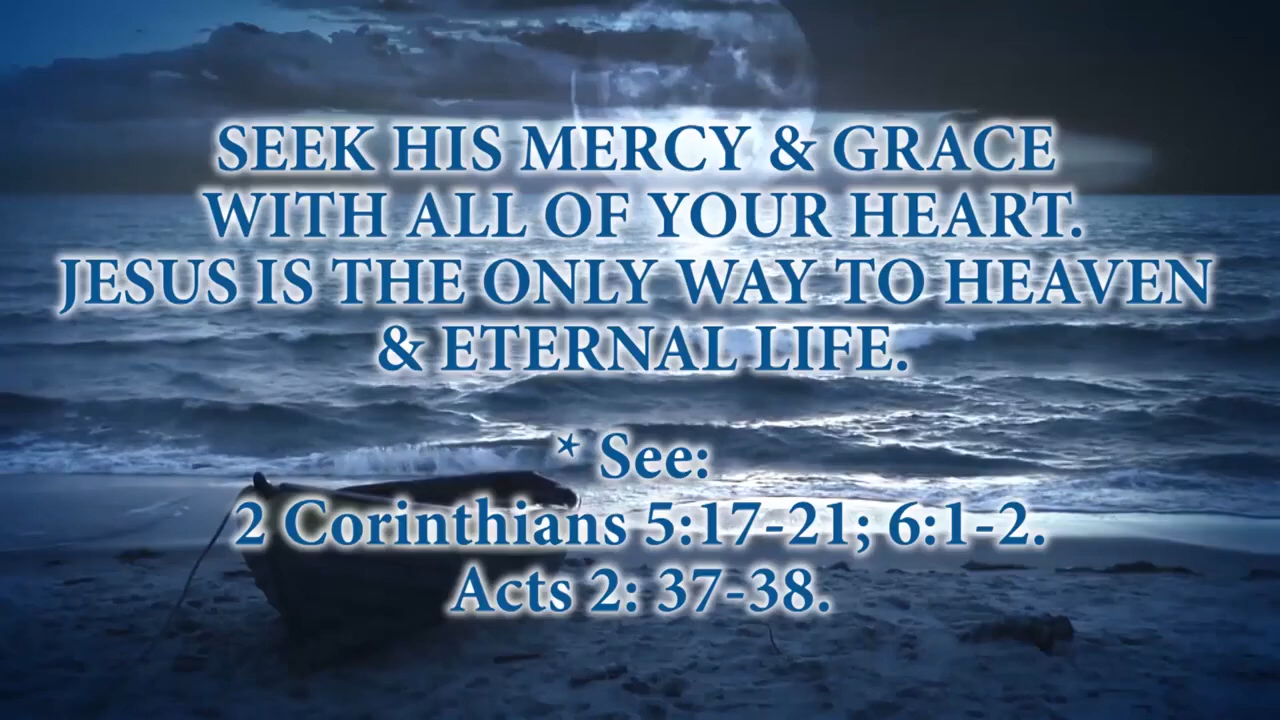 SEEK HIS MERCY & GRACE
WITH ALL OF YOUR HEART.
JESUS IS THE ONLY WAY TO HEAVEN
& ETERNAL LIFE.
* See:
2 Corinthians 5:17-21; 6:1-2.
Acts 2: 37-38.